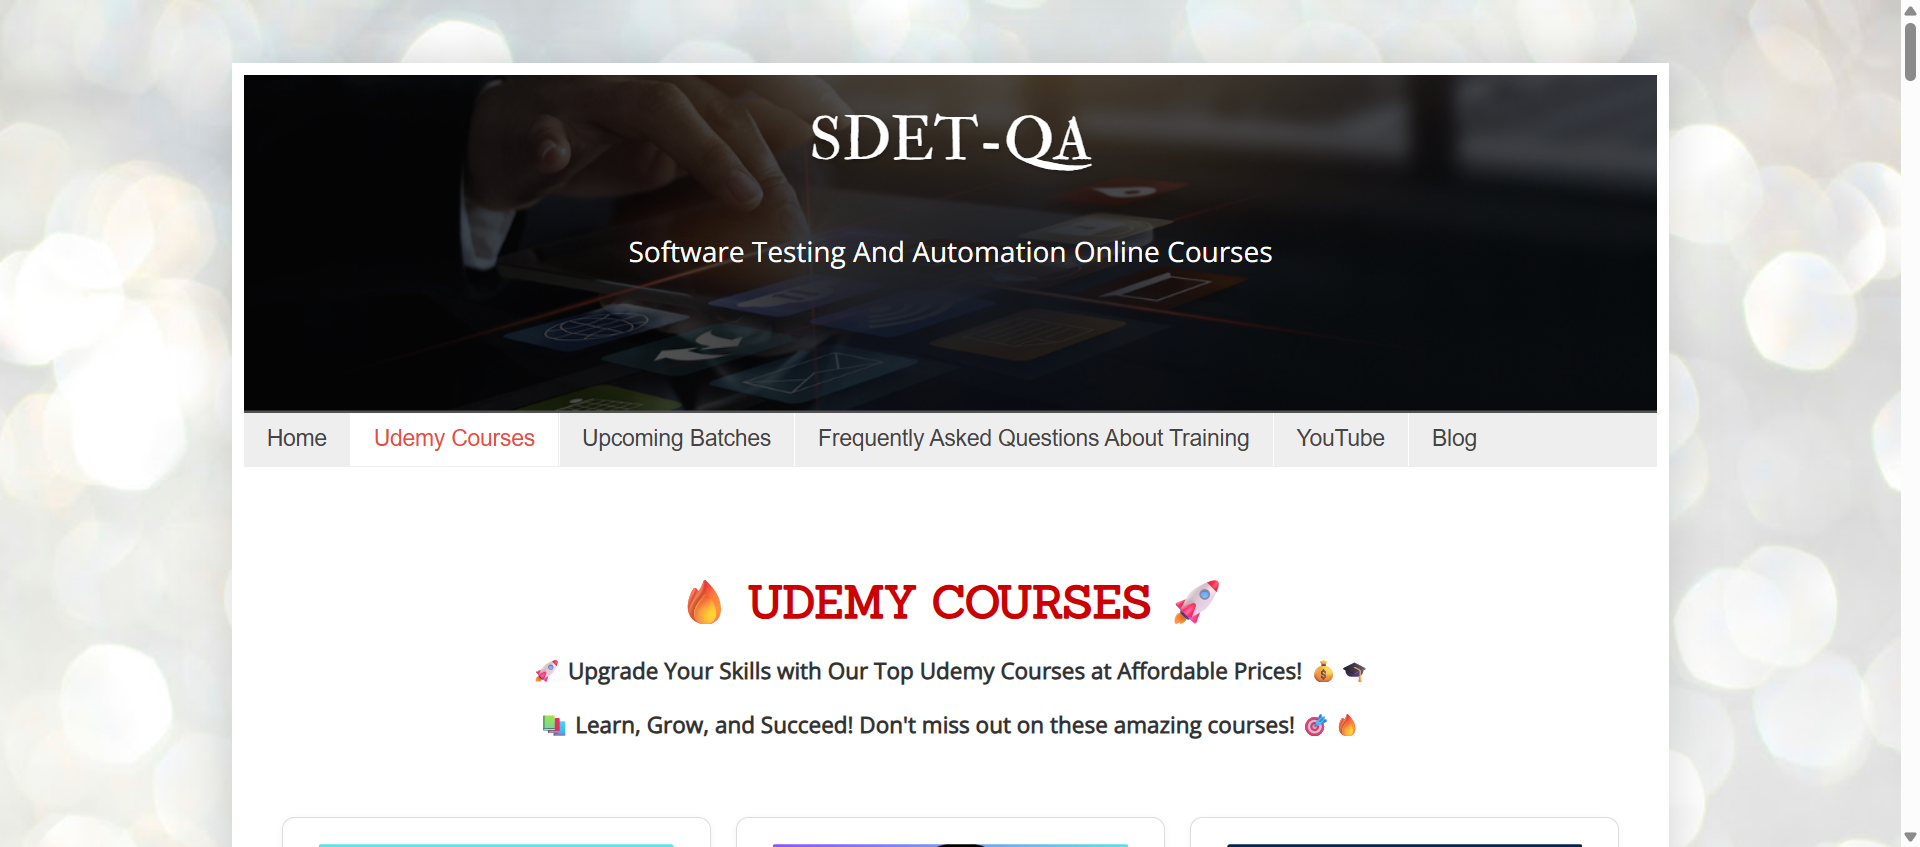 SDET-QA
Software Testing And Automation Online Courses
Home Udemy Courses Upcoming Batches Frequently Asked Questions About Training YouTube Blog
🔥 UDEMY COURSES 🚀
🚀 Upgrade Your Skills with Our Top Udemy Courses at Affordable Prices! 💰 🎓
📚 Learn, Grow, and Succeed! Don't miss out on these amazing courses! 🎯 🔥